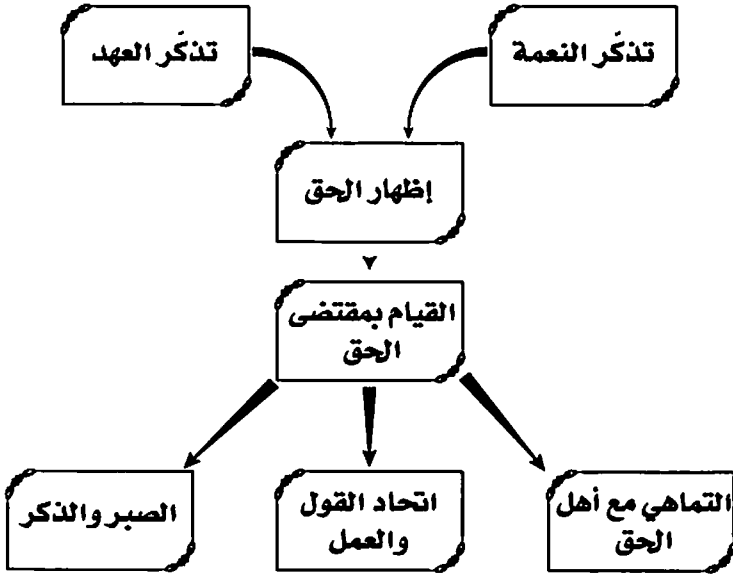 تذكّر النعمة
تذكّر العهد
إظهار الحق
القيام بمقتضى
الحق
التماهي مع أهل
الحق
اتحاد القول
والعمل
الصبر والذكر